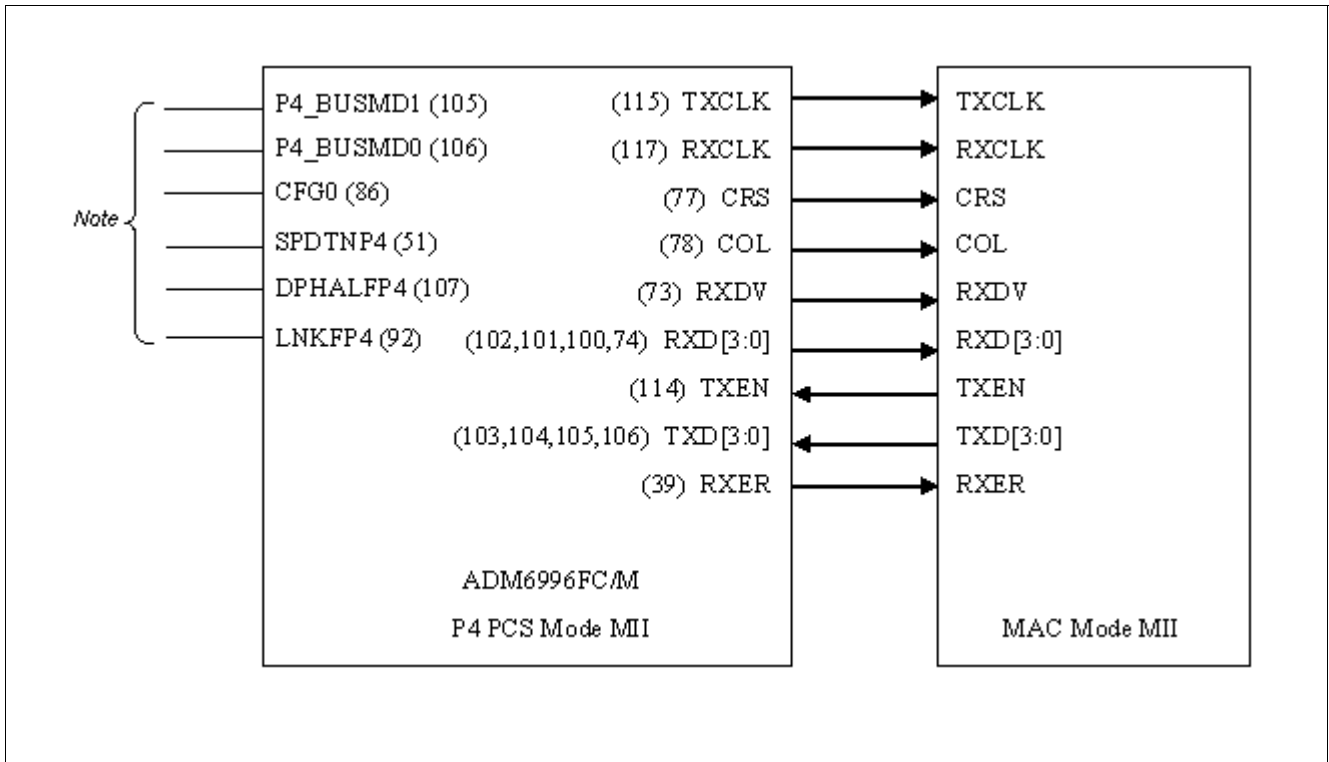 P4_BUSMD1 (105) (115) TXCLK TXCLK
P4_BUSMD0 (106) (117) RXCLK RXCLK
CFG0 (86) (77) CRS CRS
Note
SPDTNP4 (51) (78) COL COL
DPHALFP4 (107) (73) RXDV RXDV
LNKFP4 (92) (102,101,100,74) RXD[3:0] RXD[3:0]
(114) TXEN TXEN
(103,104,105,106) TXD[3:0] TXD[3:0]
(39) RXER RXER
ADM6996FC/M
P4 PCS Mode MII MAC Mode MII